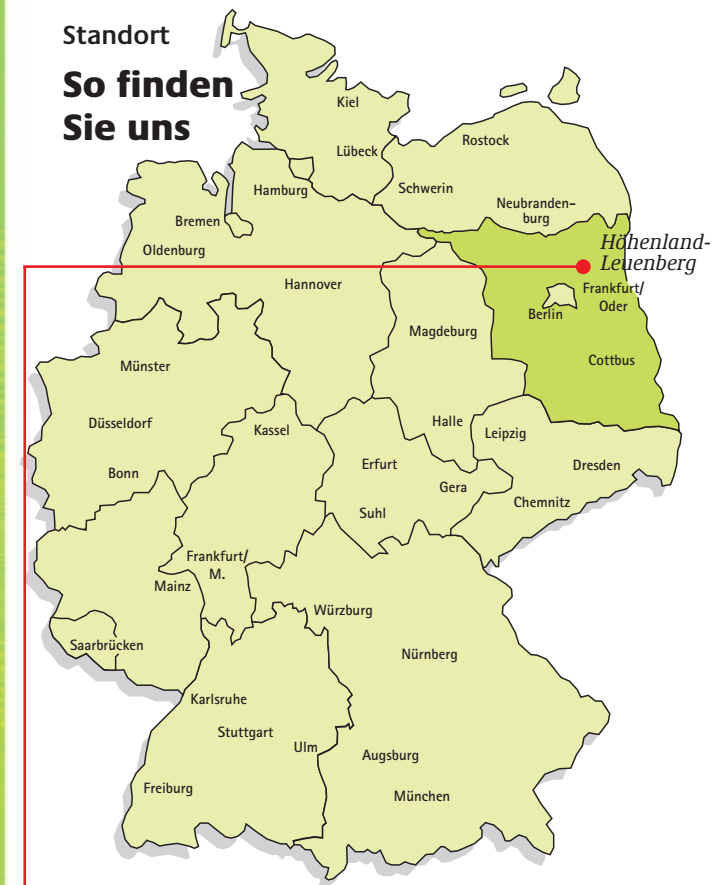 Standort
So finden
Sie uns
Kiel
Lübeck
Rostock
Hamburg
Schwerin
Neubranden-
burg
Bremen
Oldenburg
Höhenland-
Leuenberg
Hannover
Frankfurt/
Oder
Berlin
Magdeburg
Münster
Cottbus
Düsseldorf
Kassel
Halle
Leipzig
Bonn
Erfurt
Dresden
Gera
Chemnitz
Suhl
Frankfurt/
M.
Mainz
Würzburg
Saarbrücken
Nürnberg
Karlsruhe
Stuttgart
Ulm
Augsburg
Freiburg
München